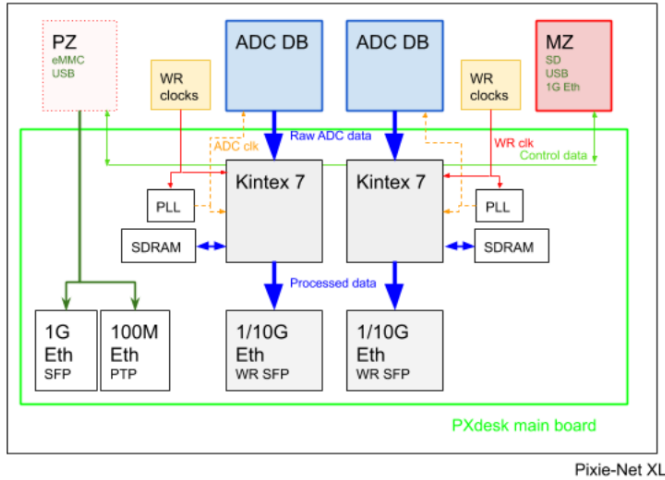 PZ
eMMC
USB
WR
clocks
ADC DB
ADC DB
WR
clocks
MZ
SD
USB
1G Eth
ADC clk
Raw ADC data
WR clk
Control data
Kintex 7
Kintex 7
PLL
PLL
SDRAM
SDRAM
Processed data
1G
Eth
SFP
100M
Eth
PTP
1/10G
Eth
WR SFP
1/10G
Eth
WR SFP
PXdesk main board
Pixie-Net XL